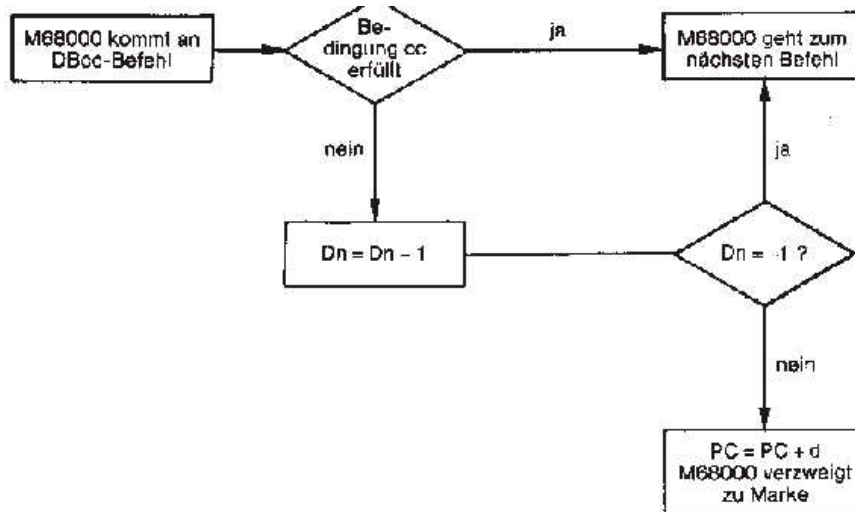 M68000 kommt an
DBcc-Befehl
Be-
dingung cc
erfüllt
ja
M68000 geht zum
nächsten Befehl
nein
ja
Dn = Dn – 1
Dn = -1 ?
nein
PC = PC + d
M68000 verzweigt
zu Marke